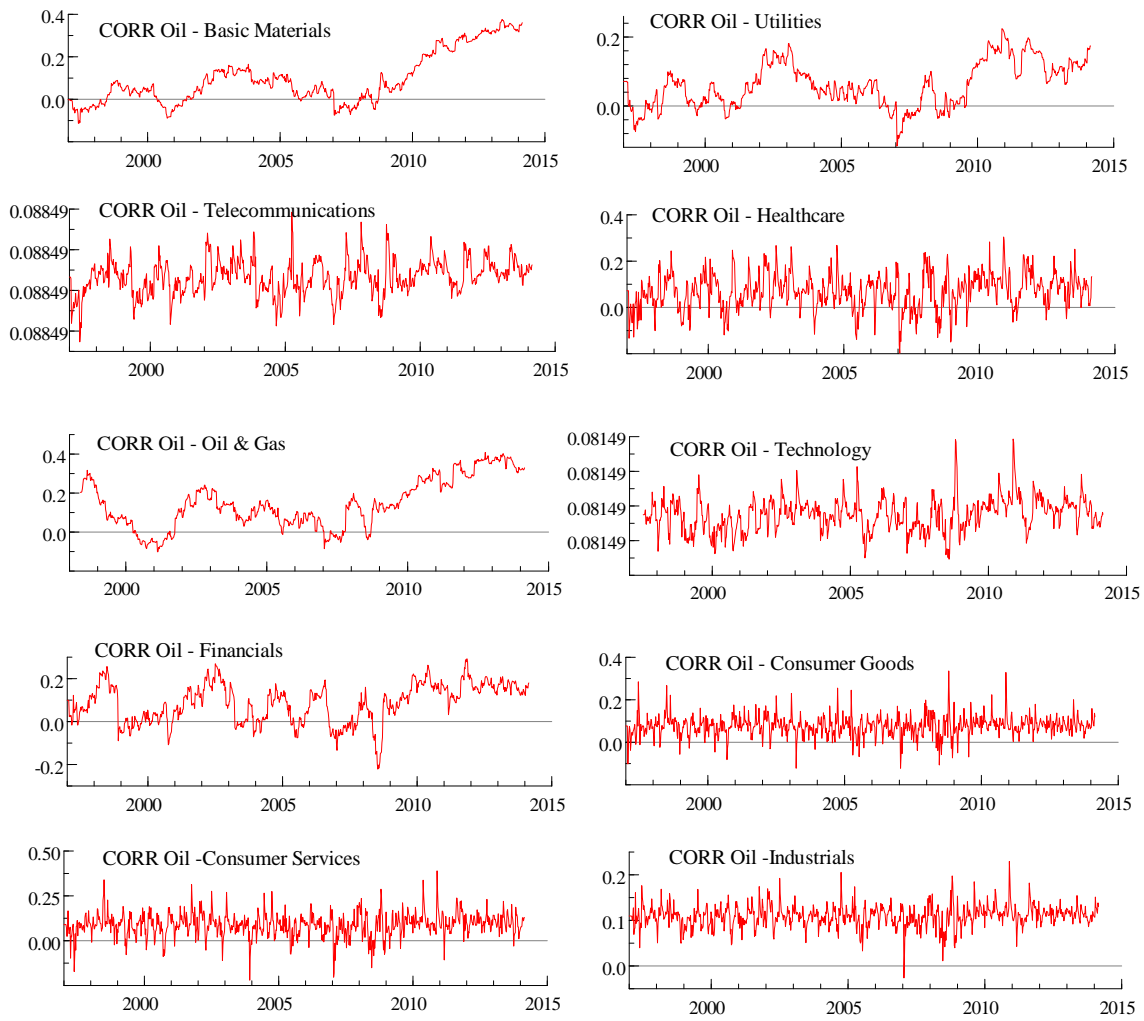 CORR Oil - Basic Materials
0.4
0.2
0.0
2000 2005 2010 2015
CORR Oil - Utilities
0.2
0.0
2000 2005 2010 2015
CORR Oil - Telecommunications
0.08849
0.08849
0.08849
0.08849
2000 2005 2010 2015
CORR Oil - Healthcare
0.4
0.2
0.0
2000 2005 2010 2015
CORR Oil - Oil & Gas
0.4
0.2
0.0
2000 2005 2010 2015
CORR Oil - Technology
0.08149
0.08149
0.08149
0.08149
2000 2005 2010 2015
CORR Oil - Financials
0.2
0.0
-0.2
2000 2005 2010 2015
CORR Oil - Consumer Goods
0.4
0.2
0.0
2000 2005 2010 2015
CORR Oil -Consumer Services
0.50
0.25
0.00
2000 2005 2010 2015
CORR Oil -Industrials
0.2
0.1
0.0
2000 2005 2010 2015